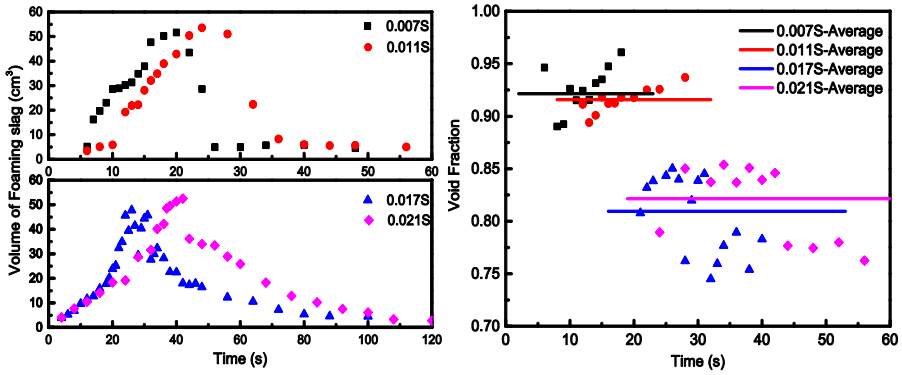 60
50
40
30
20
10
0
0.007S
0.011S
0 10 20 30 40 50 60
Volume of Foaming slag (cm³)
60
50
40
30
20
10
0
0.017S
0.021S
0 20 40 60 80 100 120
Time (s)
1.00
0.95
0.90
0.85
0.80
0.75
0.70
Void Fraction
0.007S-Average
0.011S-Average
0.017S-Average
0.021S-Average
0 10 20 30 40 50 60
Time (s)